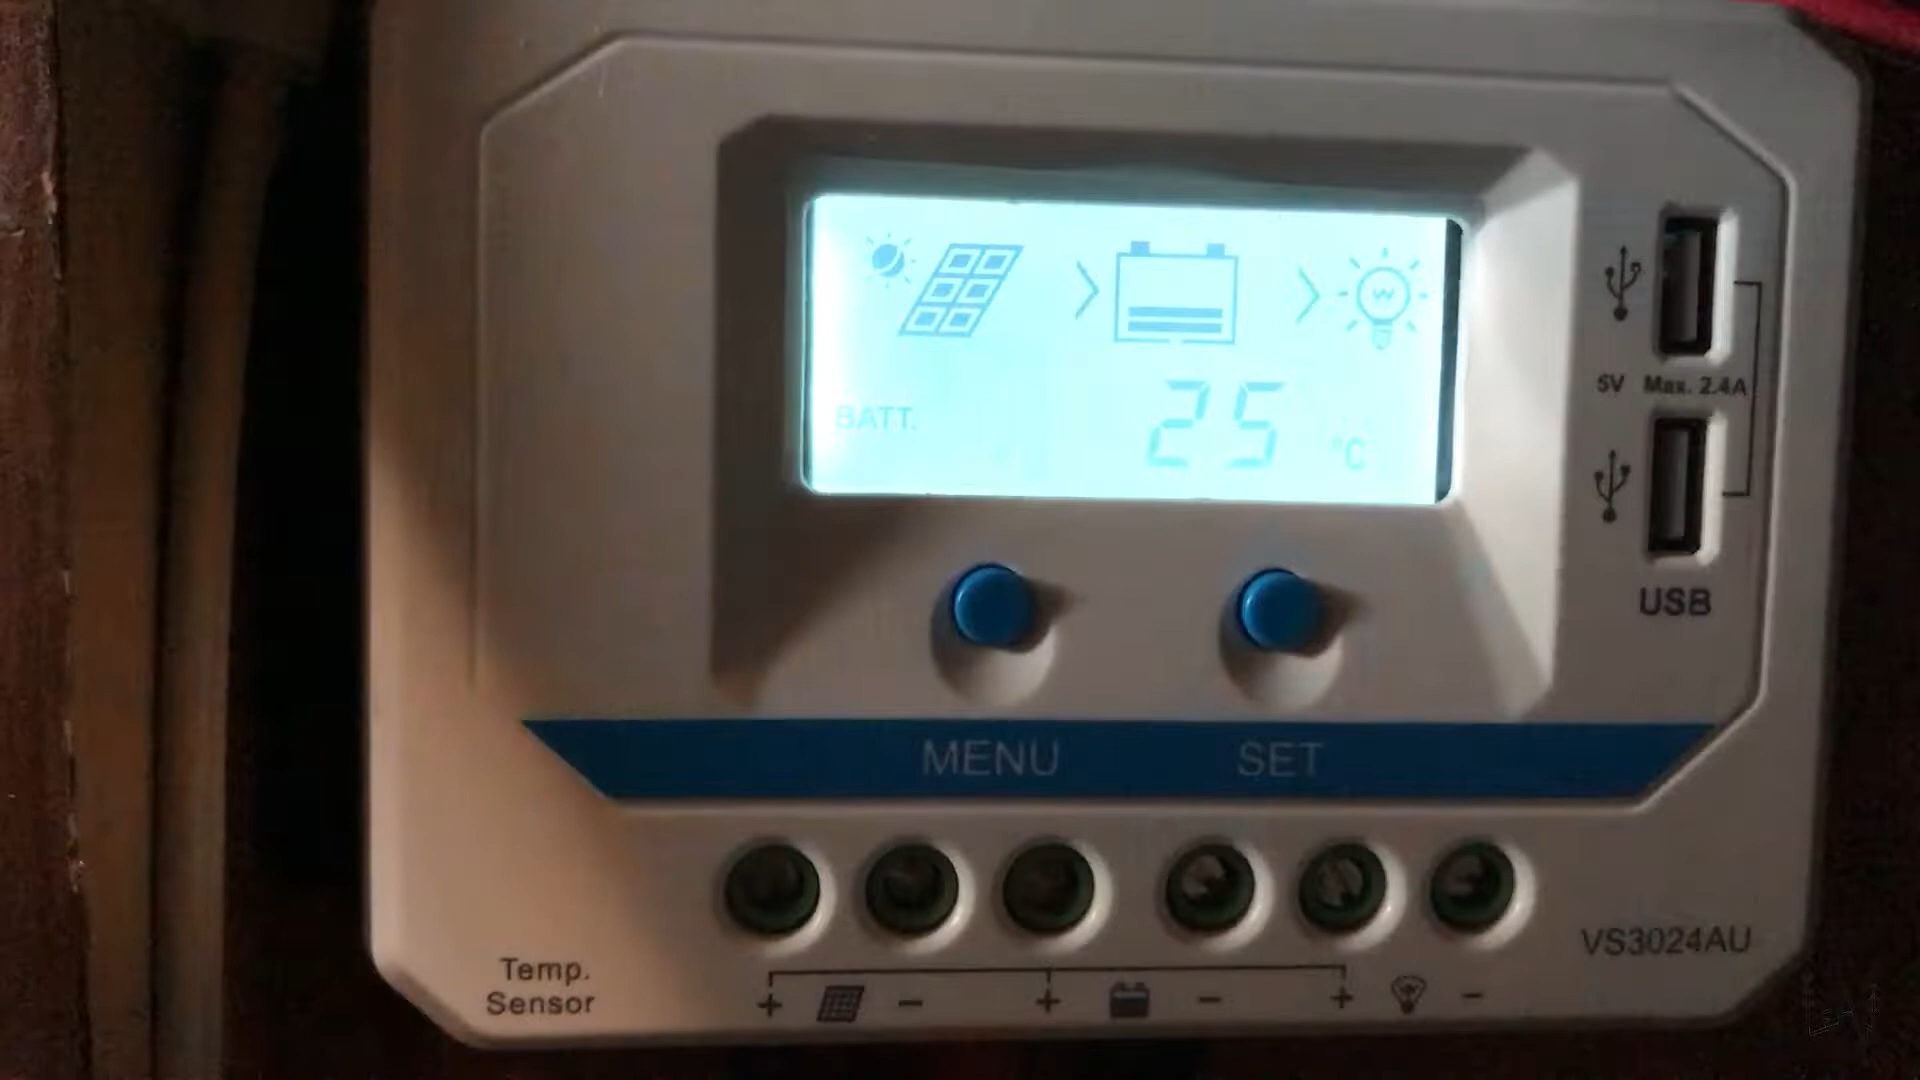 BATT. 25 °C
5V Max. 2.4A
USB
MENU SET
VS3024AU
Temp.
Sensor
+ - + - + -